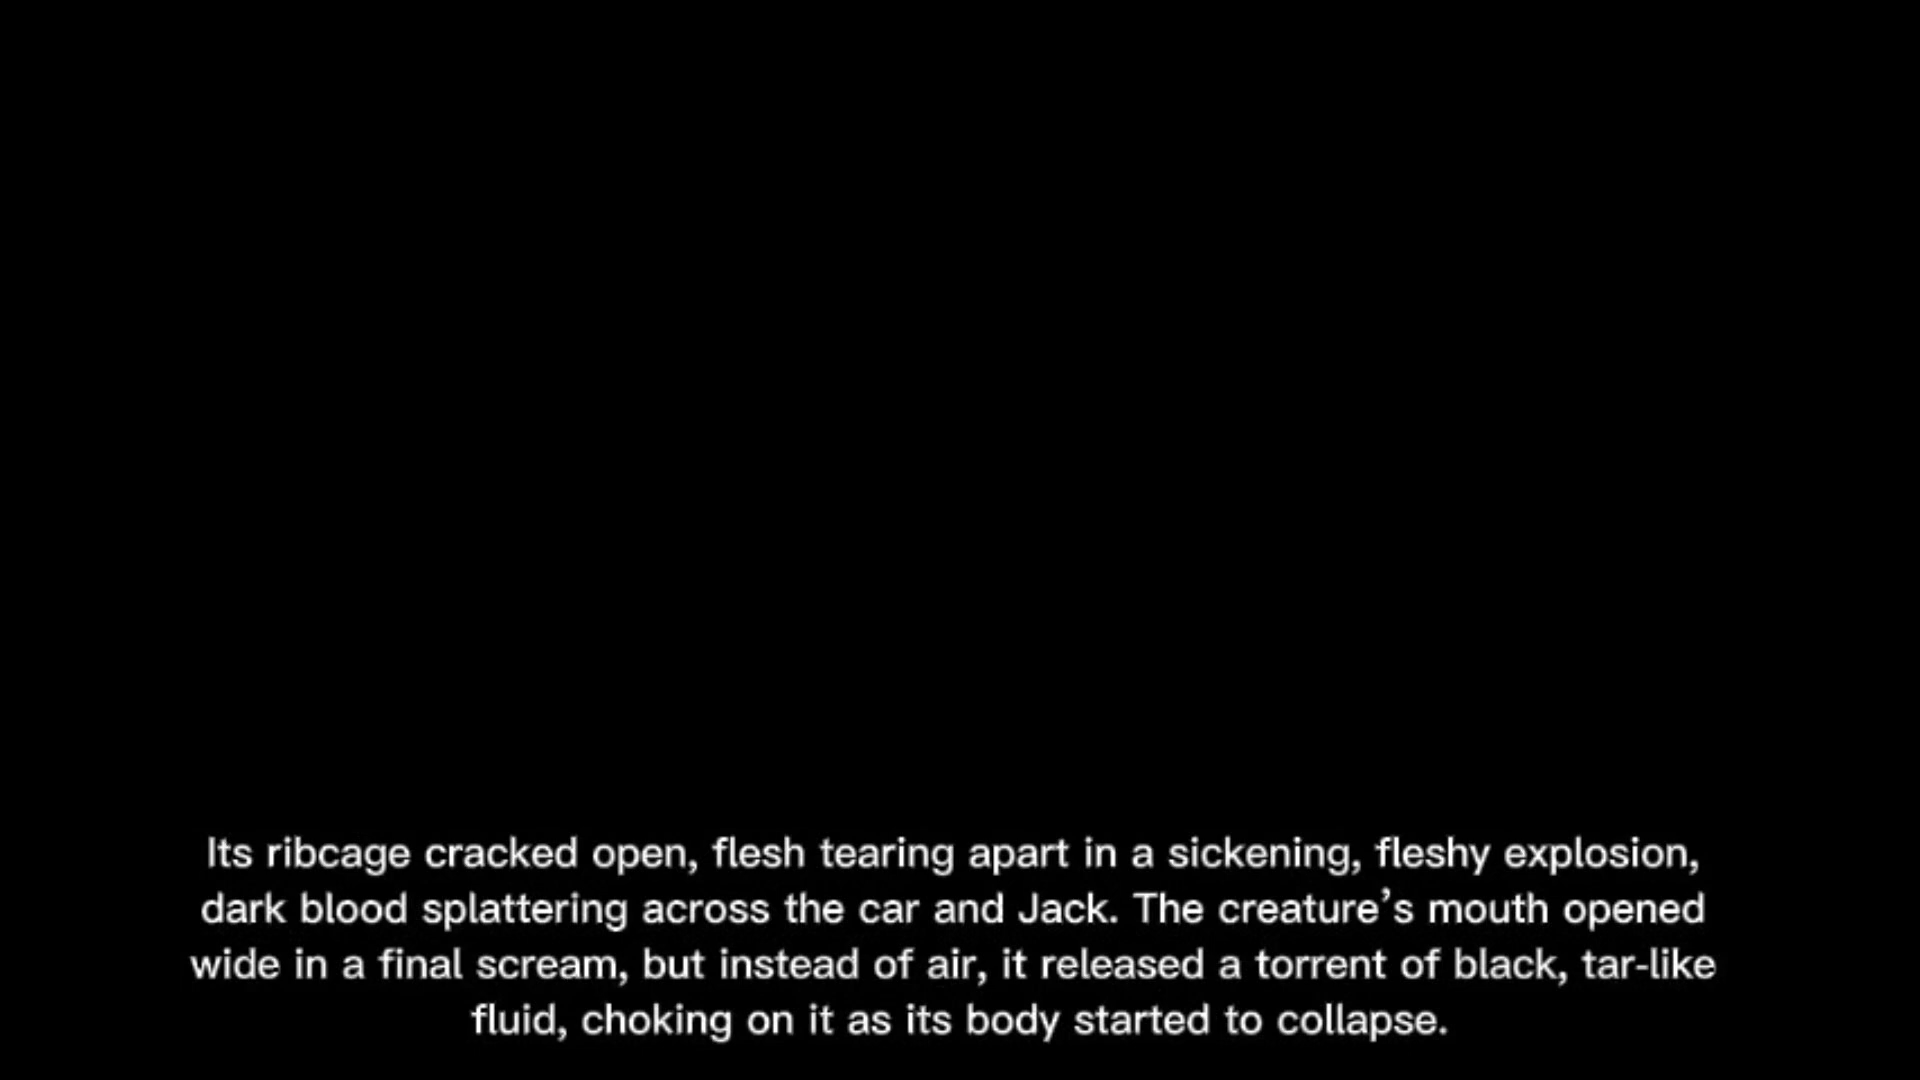 Its ribcage cracked open, flesh tearing apart in a sickening, fleshy explosion,
dark blood splattering across the car and Jack. The creature’s mouth opened
wide in a final scream, but instead of air, it released a torrent of black, tar-like
fluid, choking on it as its body started to collapse.